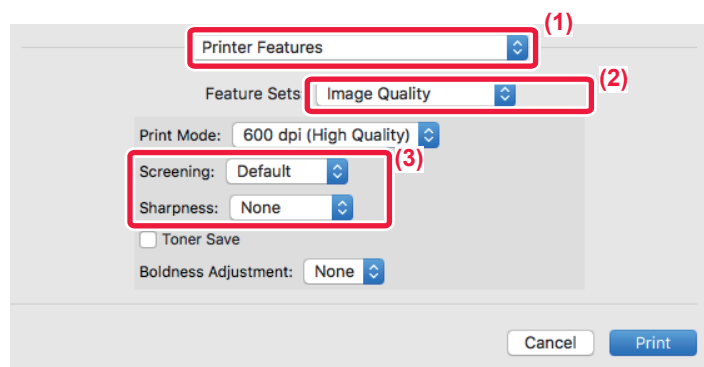 (1)
Printer Features
(2)
Feature Sets Image Quality
Print Mode: 600 dpi (High Quality)
(3)
Screening: Default
Sharpness: None
Toner Save
Boldness Adjustment: None
Cancel Print